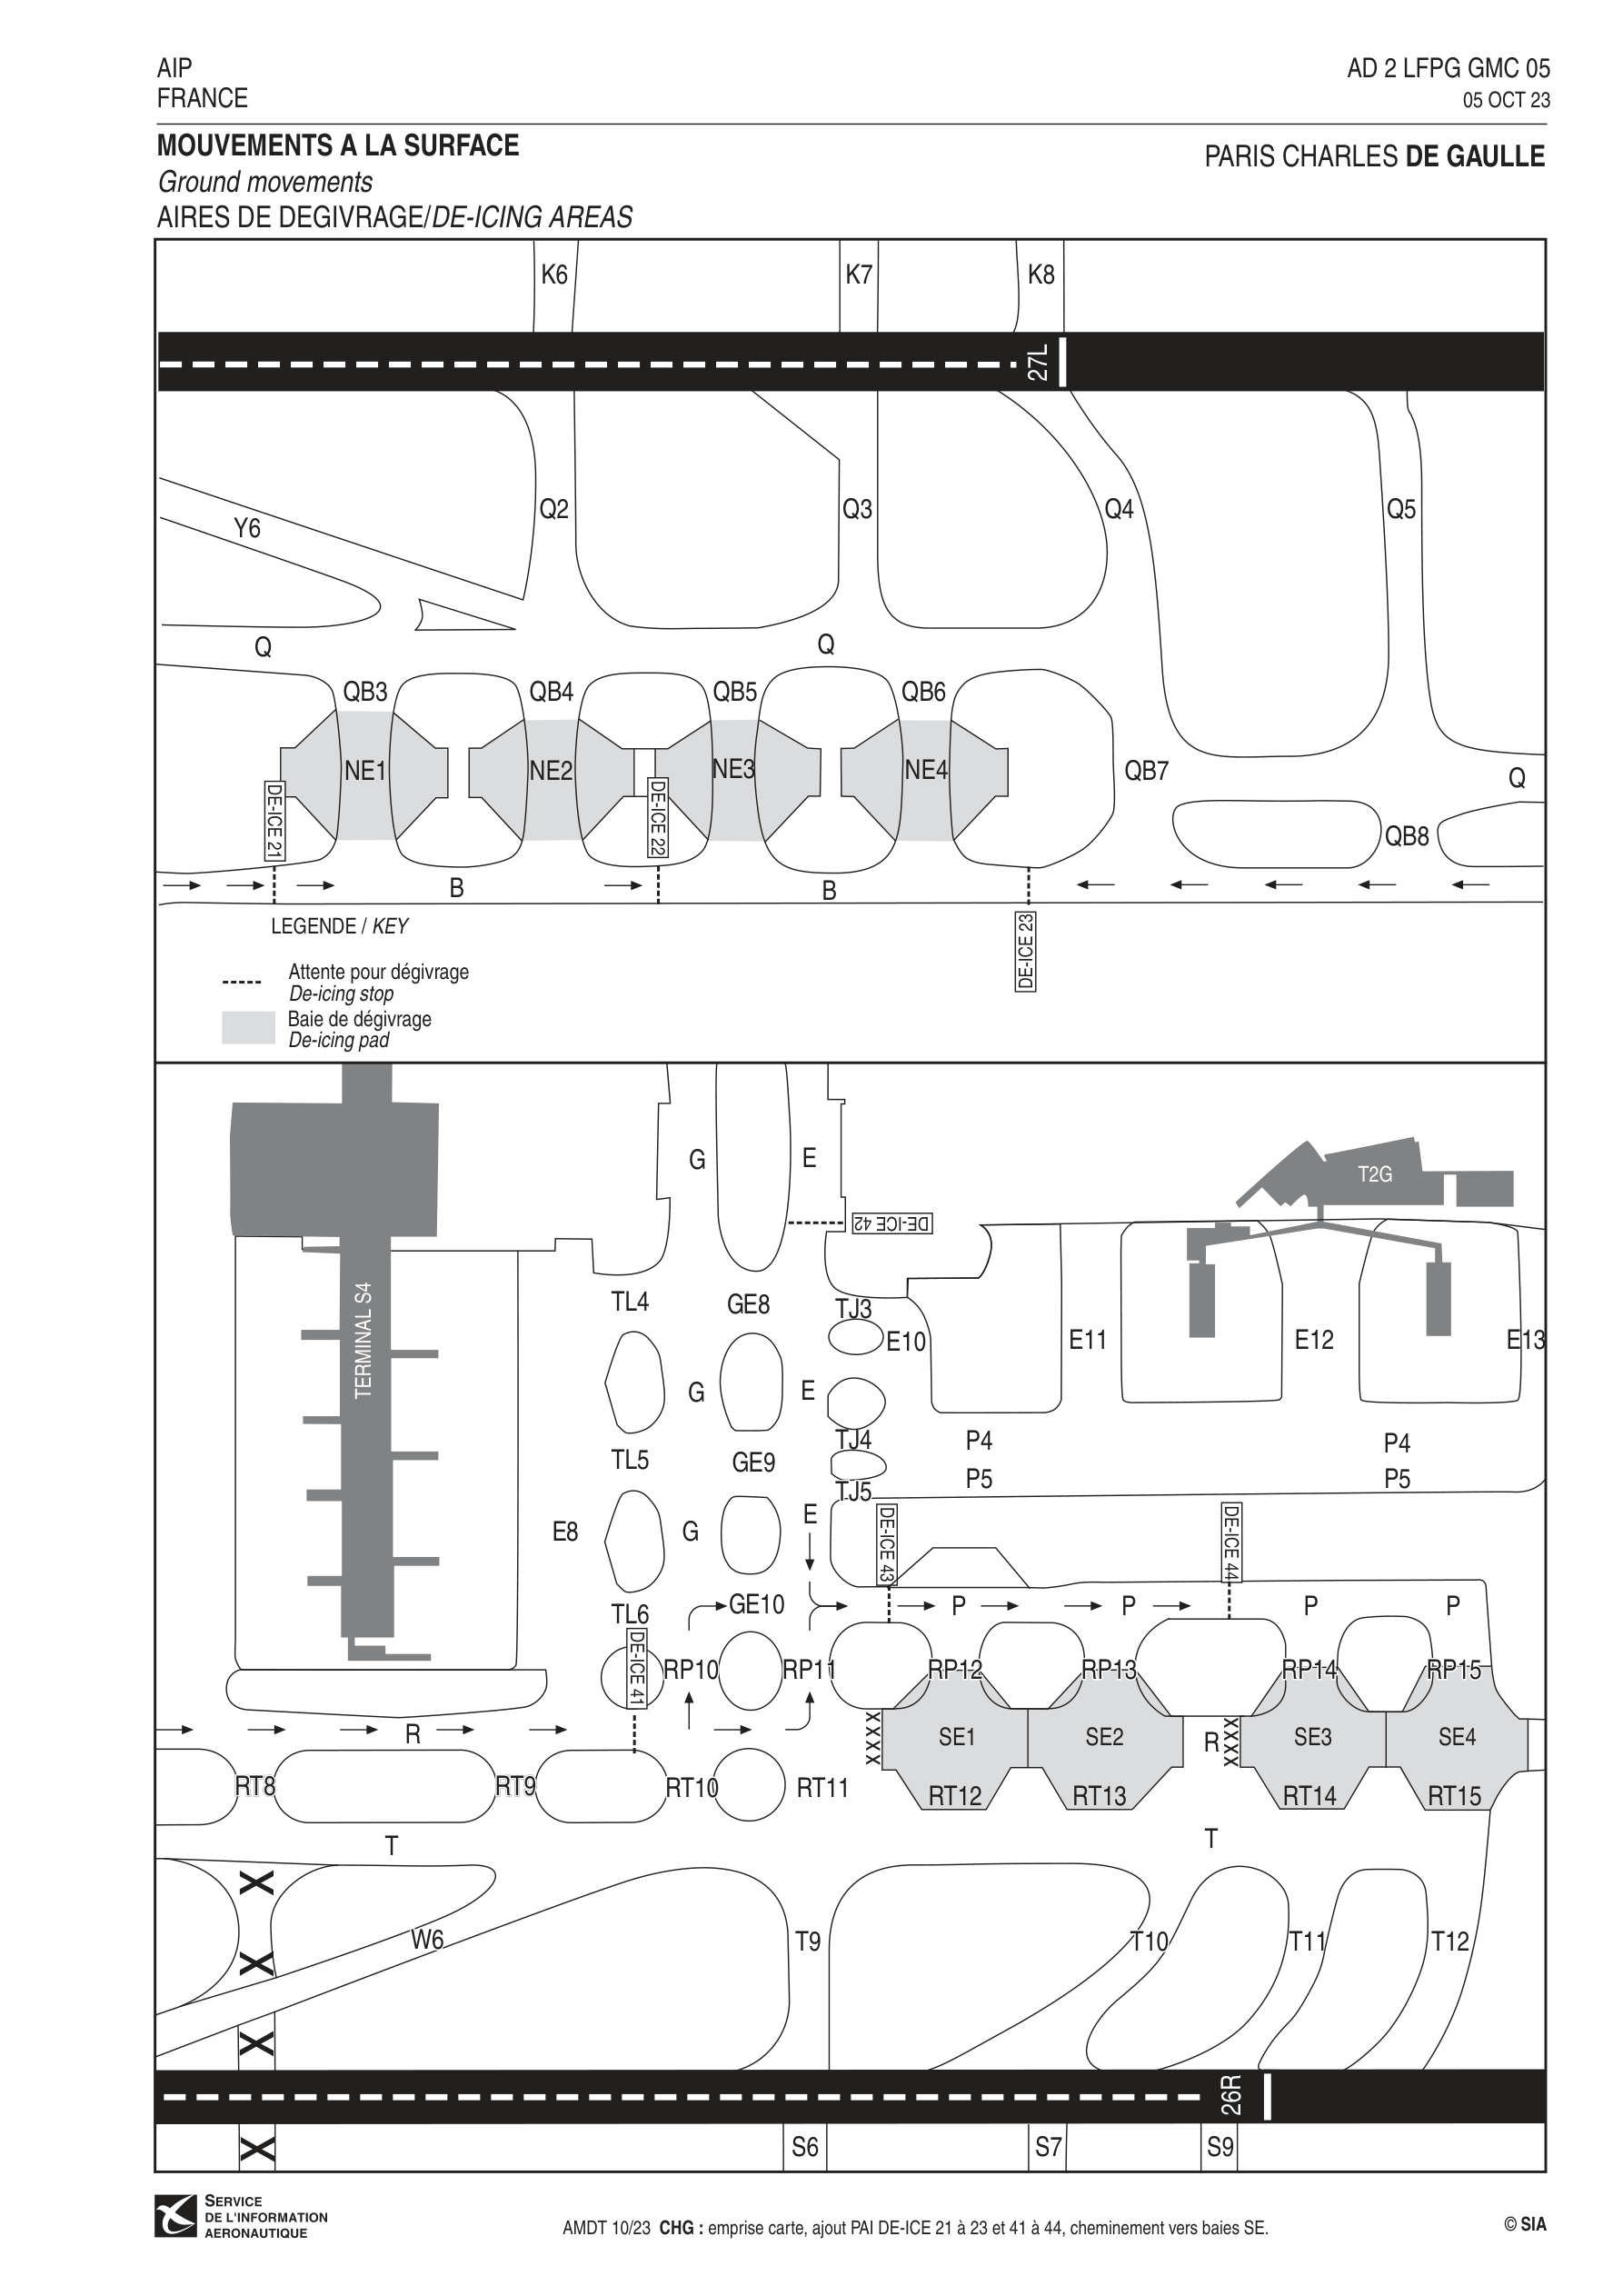 AIP
FRANCE
AD 2 LFPG GMC 05
05 OCT 23
MOUVEMENTS A LA SURFACE
Ground movements
AIRES DE DEGIVRAGE/DE-ICING AREAS
PARIS CHARLES DE GAULLE
K6
K7
K8
27L
Q2
Q3
Q4
Q5
Y6
Q
Q
QB3
QB4
QB5
QB6
NE1
NE2
NE3
NE4
QB7
Q
DE-ICE 21
DE-ICE 22
QB8
B
B
DE-ICE 23
LEGENDE / KEY
Attente pour dégivrage
De-icing stop
Baie de dégivrage
De-icing pad
G
E
T2G
DE-ICE 42
TERMINAL S4
TL4
GE8
TJ3
E10
E11
E12
E13
G
E
TJ4
P4
P4
TL5
GE9
P5
P5
TJ5
E8
G
E
DE-ICE 43
DE-ICE 44
TL6
GE10
P
P
P
P
DE-ICE 41
RP10
RP11
RP12
RP13
RP14
RP15
R
XXXX
SE1
SE2
R
XXXX
SE3
SE4
RT8
RT9
RT10
RT11
RT12
RT13
RT14
RT15
T
T
X
W6
T9
T10
T11
T12
X
X
26R
X
S6
S7
S9
SERVICE
DE L'INFORMATION
AERONAUTIQUE
AMDT 10/23 CHG : emprise carte, ajout PAI DE-ICE 21 à 23 et 41 à 44, cheminement vers baies SE.
© SIA